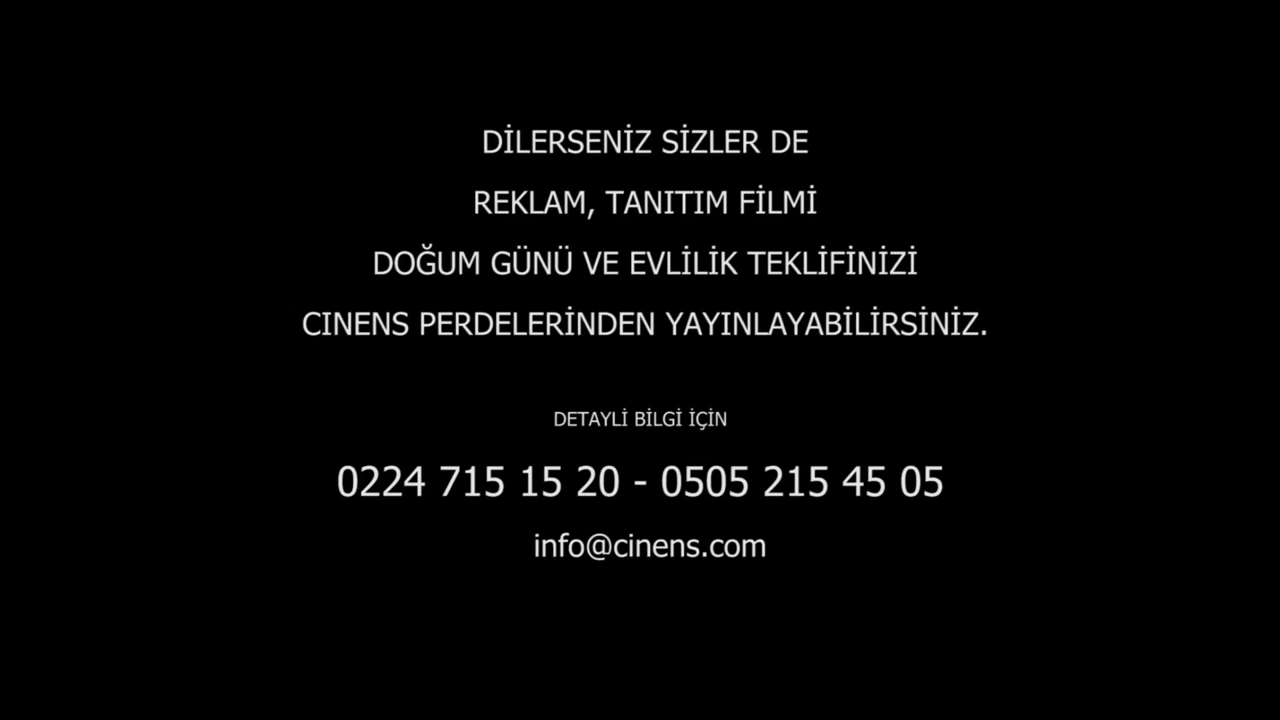 DİLERSENİZ SİZLER DE
REKLAM, TANITIM FİLMİ
DOĞUM GÜNÜ VE EVLİLİK TEKLİFİNİZİ
CINENS PERDELERİNDEN YAYINLAYABİLİRSİNİZ.
DETAYLİ BİLGİ İÇİN
0224 715 15 20 - 0505 215 45 05
info@cinens.com